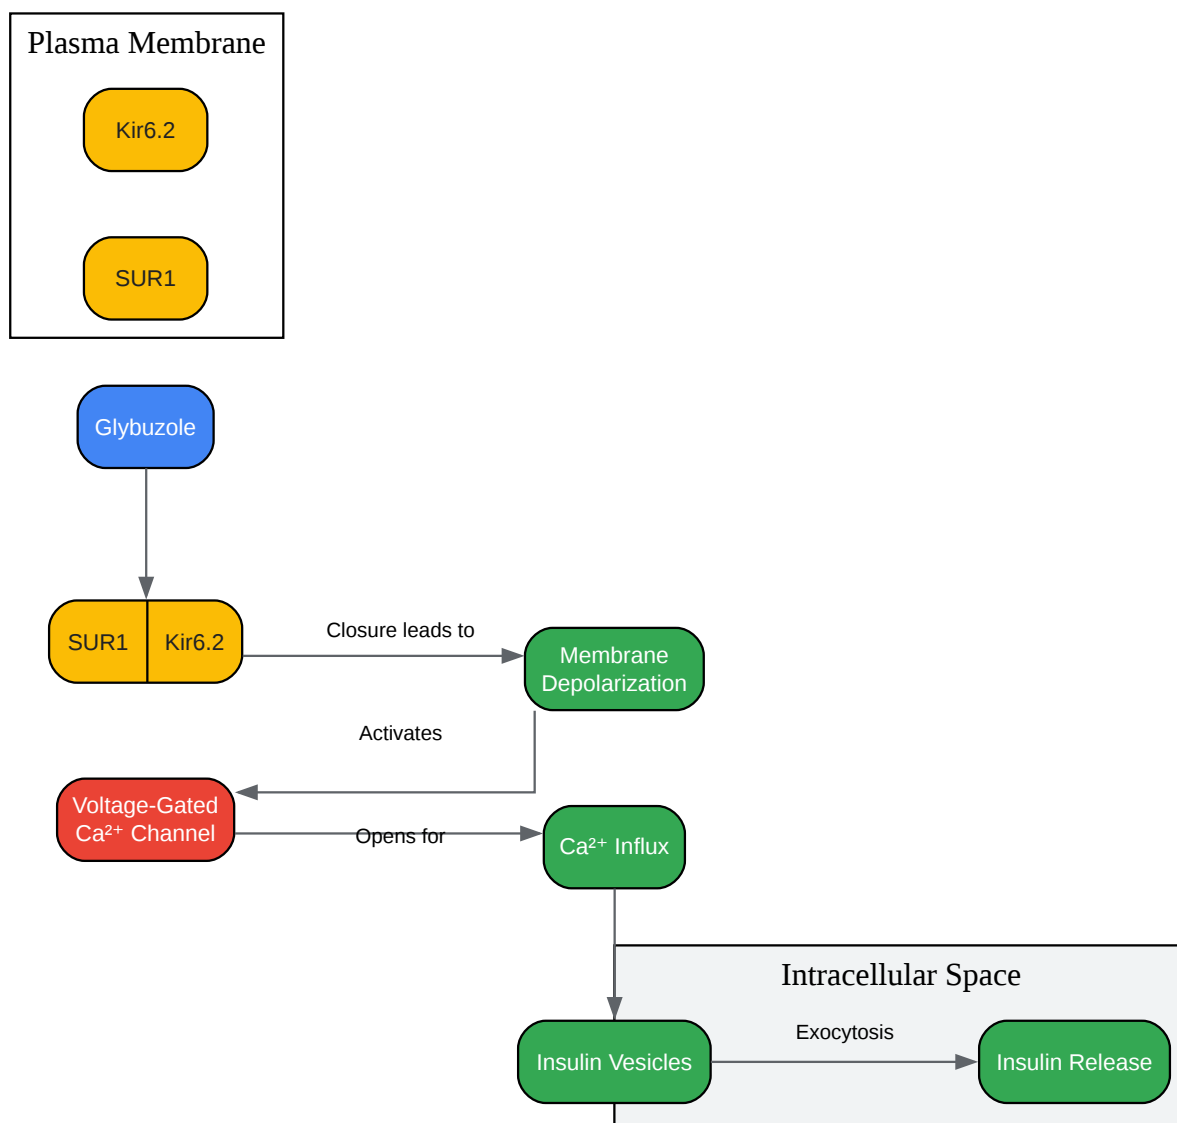 Plasma Membrane
Kir6.2
SUR1
Glybuzole
SUR1
Kir6.2
Closure leads to
Membrane
Depolarization
Activates
Voltage-Gated
Ca²⁺ Channel
Opens for
Ca²⁺ Influx
Intracellular Space
Insulin Vesicles
Exocytosis
Insulin Release